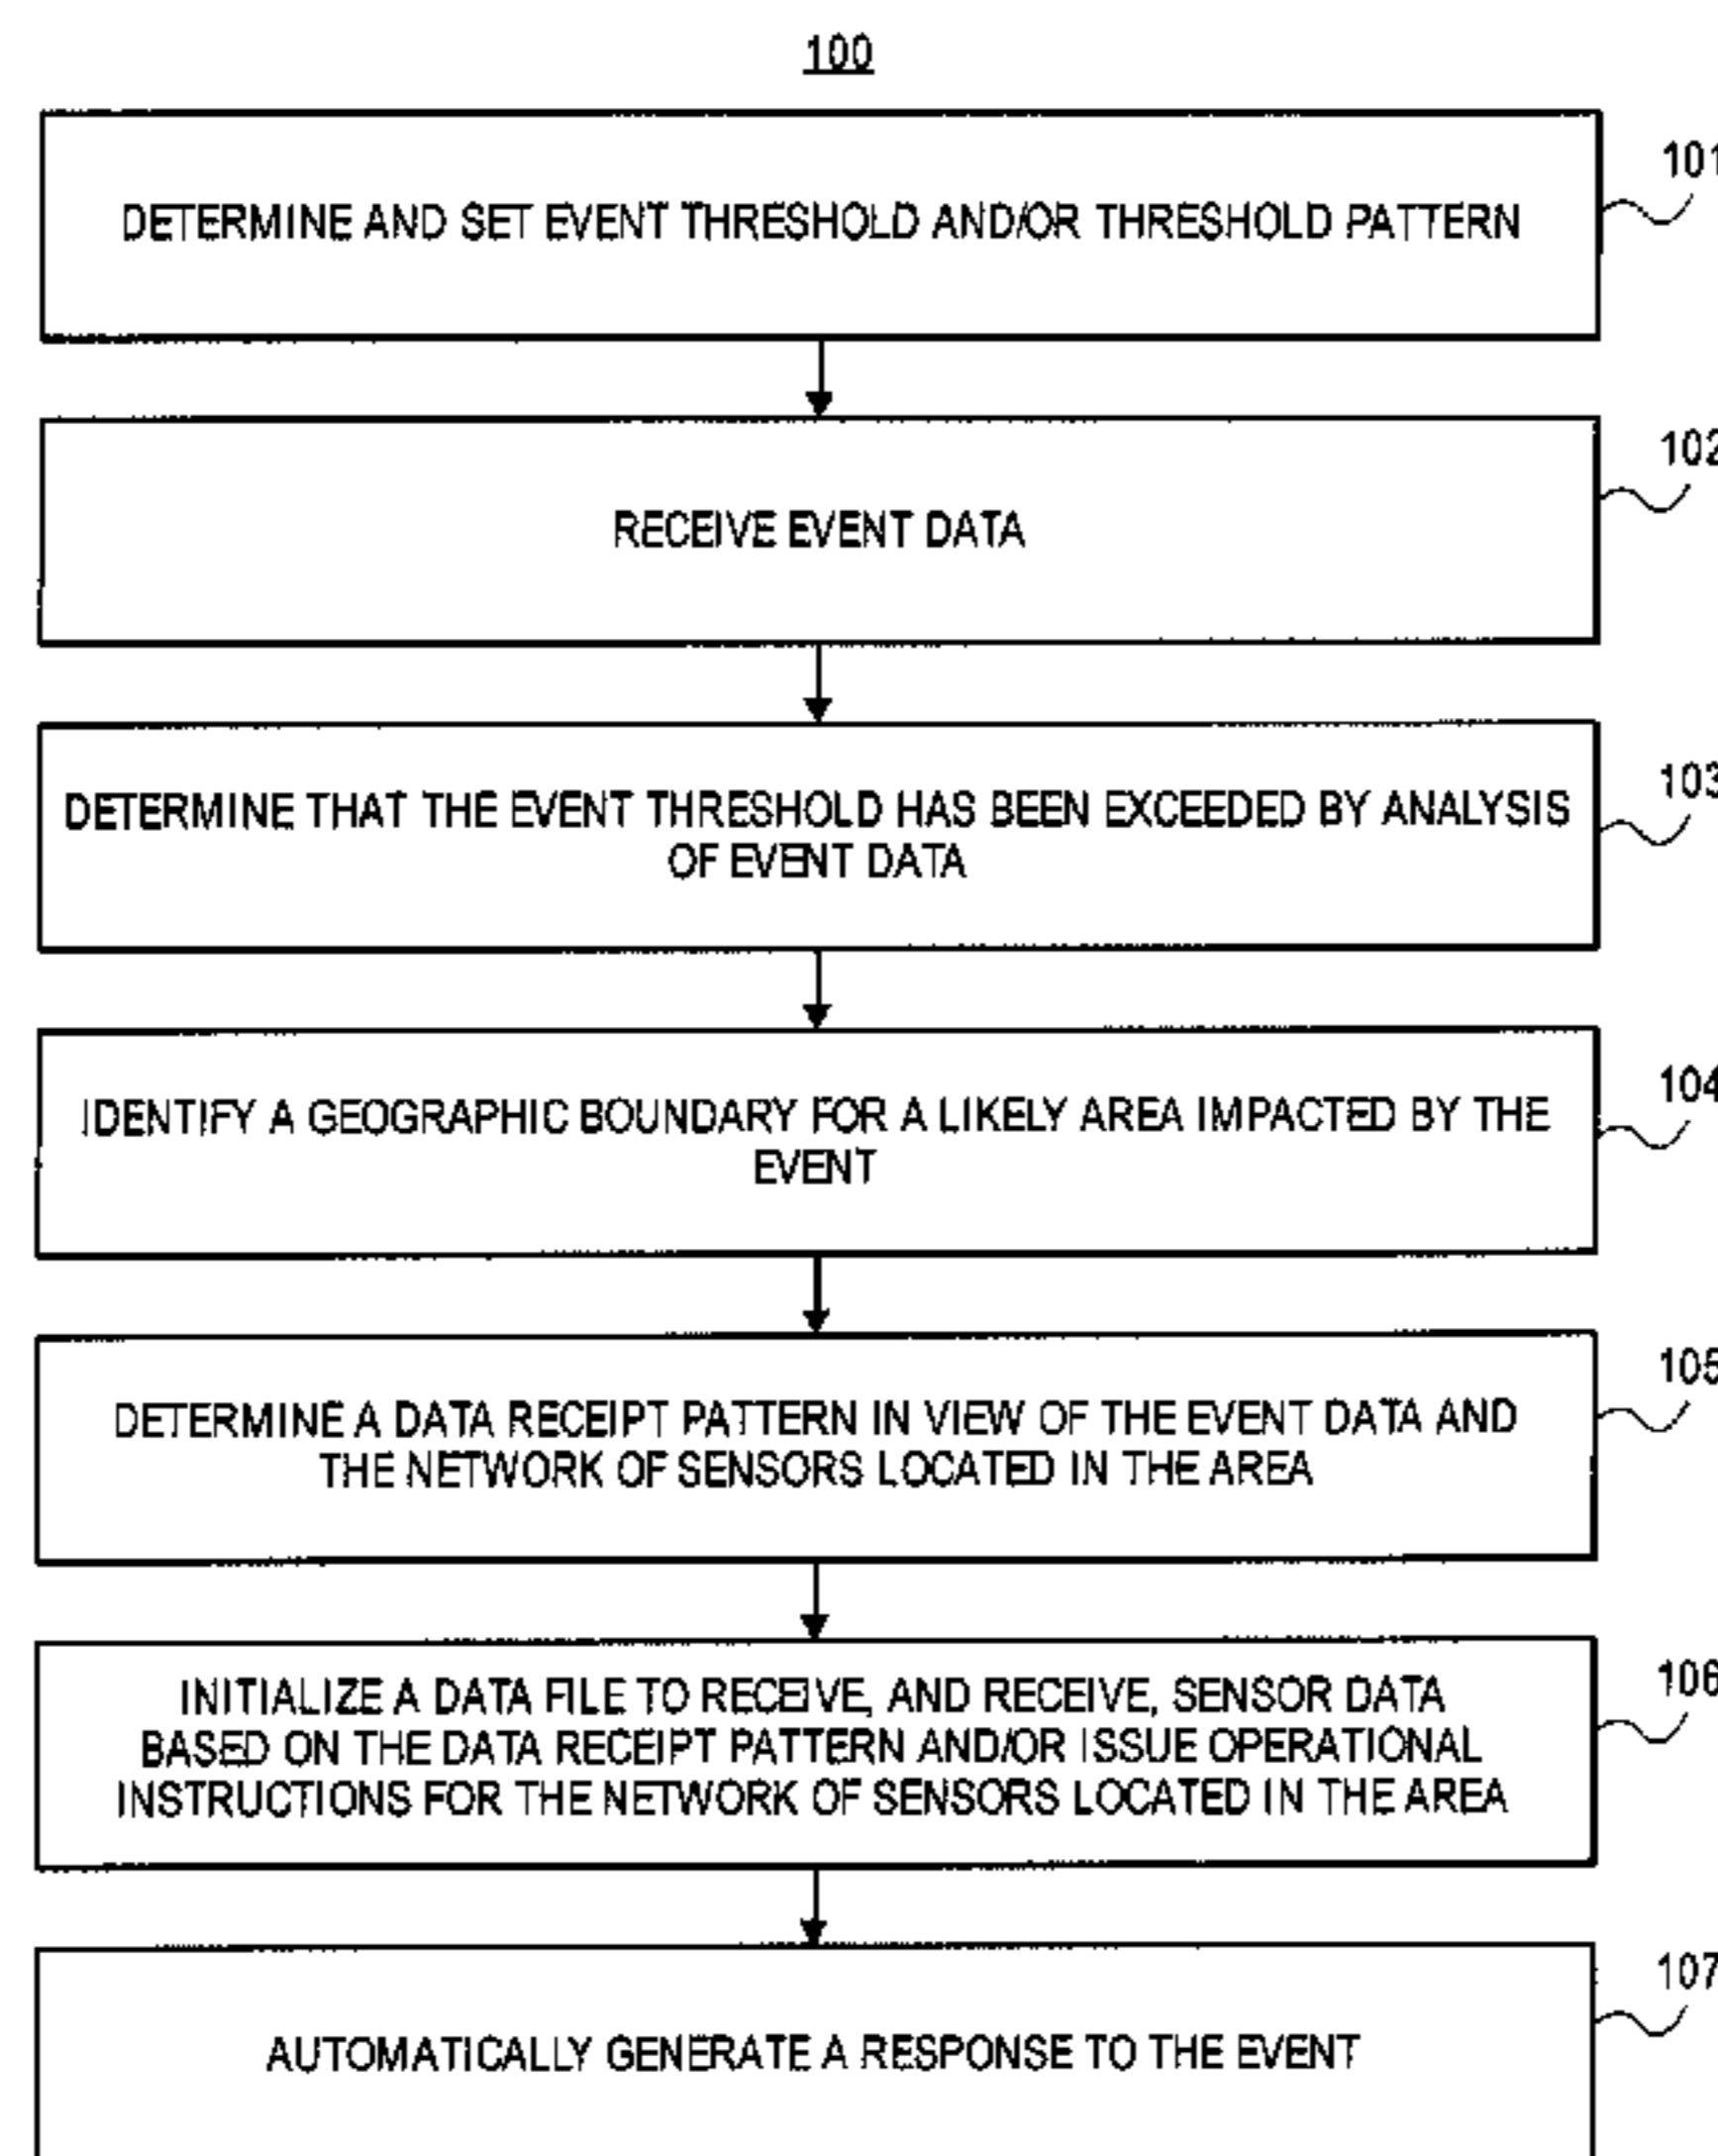 100
DETERMINE AND SET EVENT THRESHOLD AND/OR THRESHOLD PATTERN
101
RECEIVE EVENT DATA
102
DETERMINE THAT THE EVENT THRESHOLD HAS BEEN EXCEEDED BY ANALYSIS
OF EVENT DATA
103
IDENTIFY A GEOGRAPHIC BOUNDARY FOR A LIKELY AREA IMPACTED BY THE
EVENT
104
DETERMINE A DATA RECEIPT PATTERN IN VIEW OF THE EVENT DATA AND
THE NETWORK OF SENSORS LOCATED IN THE AREA
105
INITIALIZE A DATA FILE TO RECEIVE, AND RECEIVE, SENSOR DATA
BASED ON THE DATA RECEIPT PATTERN AND/OR ISSUE OPERATIONAL
INSTRUCTIONS FOR THE NETWORK OF SENSORS LOCATED IN THE AREA
106
AUTOMATICALLY GENERATE A RESPONSE TO THE EVENT
107